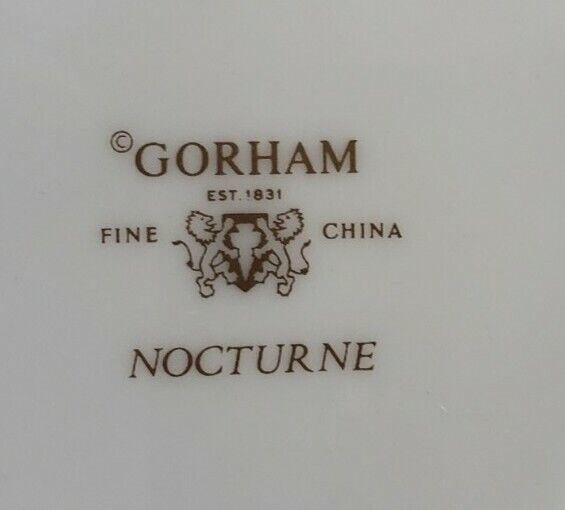 © GORHAM
EST. 1831
FINE CHINA
NOCTURNE